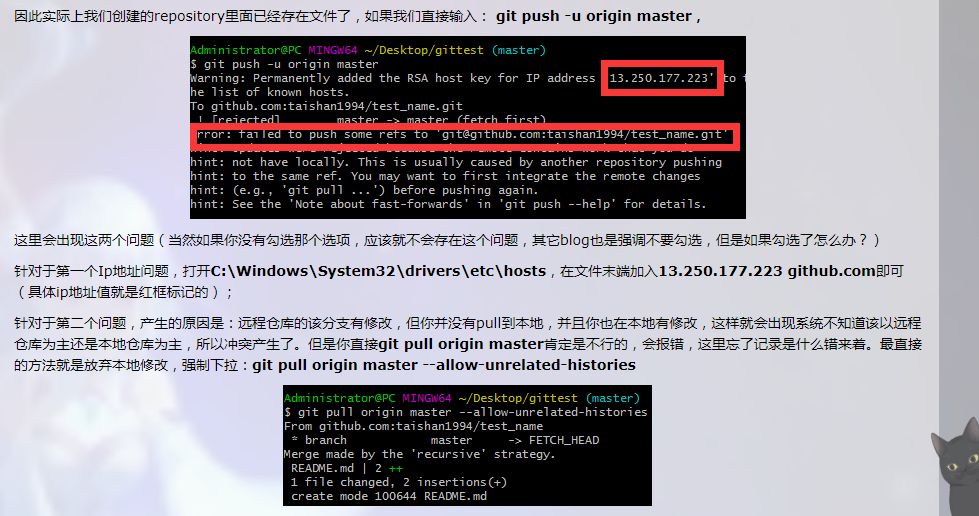 因此实际上我们创建的repository里面已经存在文件了，如果我们直接输入： git push -u origin master，
Administrator@PC MINGW64 ~/Desktop/gittest (master)
$ git push -u origin master
Warning: Permanently added the RSA host key for IP address '13.250.177.223' to t
he list of known hosts.
To github.com:taishan1994/test_name.git
! [rejected] master -> master (fetch first)
error: failed to push some refs to 'git@github.com:taishan1994/test_name.git'
hint: not have locally. This is usually caused by another repository pushing
hint: to the same ref. You may want to first integrate the remote changes
hint: (e.g., 'git pull ...') before pushing again.
hint: See the 'Note about fast-forwards' in 'git push --help' for details.
这里会出现这两个问题（当然如果你没有勾选那个选项，应该就不会存在这个问题，其它blog也是强调不要勾选，但是如果勾选了怎么办？）
针对于第一个Ip地址问题，打开C:\Windows\System32\drivers\etc\hosts，在文件末端加入13.250.177.223 github.com即可
（具体ip地址值就是红框标记的）；
针对于第二个问题，产生的原因是：远程仓库的该分支有修改，但你并没有pull到本地，并且你也在本地有修改，这样就会出现系统不知道该以远程
仓库为主还是本地仓库为主，所以冲突产生了。但是你直接git pull origin master肯定是不行的，会报错，这里忘了记录是什么错来着。最直接
的方法就是放弃本地修改，强制下拉：git pull origin master --allow-unrelated-histories
Administrator@PC MINGW64 ~/Desktop/gittest (master)
$ git pull origin master --allow-unrelated-histories
From github.com:taishan1994/test_name
* branch master -> FETCH_HEAD
Merge made by the 'recursive' strategy.
README.md | 2 ++
1 file changed, 2 insertions(+)
create mode 100644 README.md